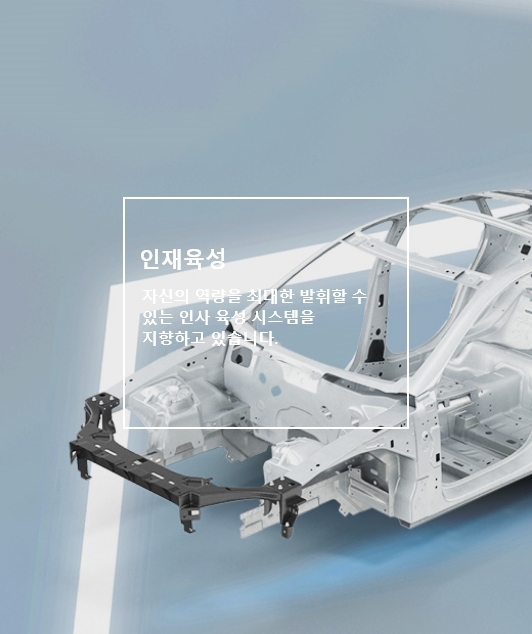 인재육성
자신의 역량을 최대한 발휘할 수
있는 인사 육성 시스템을
지향하고 있습니다.